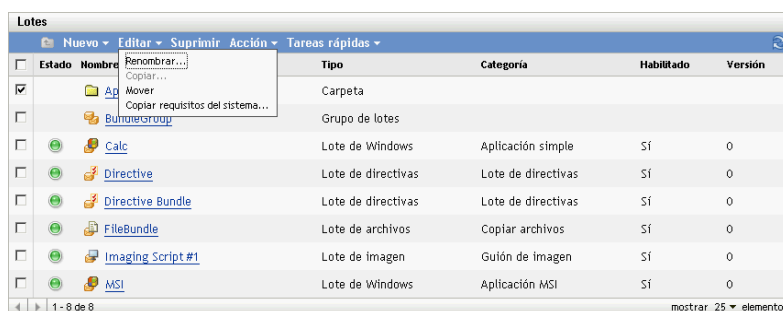 Lotes
Nuevo Editar Suprimir Acción Tareas rápidas
Estado Nombre Tipo Categoría Habilitado Versión
Renombrar...
Copiar...
Mover
Copiar requisitos del sistema...
Ap Carpeta
BundleGroup Grupo de lotes
Calc Lote de Windows Aplicación simple Sí 0
Directive Lote de directivas Lote de directivas Sí 0
Directive Bundle Lote de directivas Lote de directivas Sí 0
FileBundle Lote de archivos Copiar archivos Sí 0
Imaging Script #1 Lote de imagen Guión de imagen Sí 0
MSI Lote de Windows Aplicación MSI Sí 0
1 - 8 de 8 mostrar 25 elemento